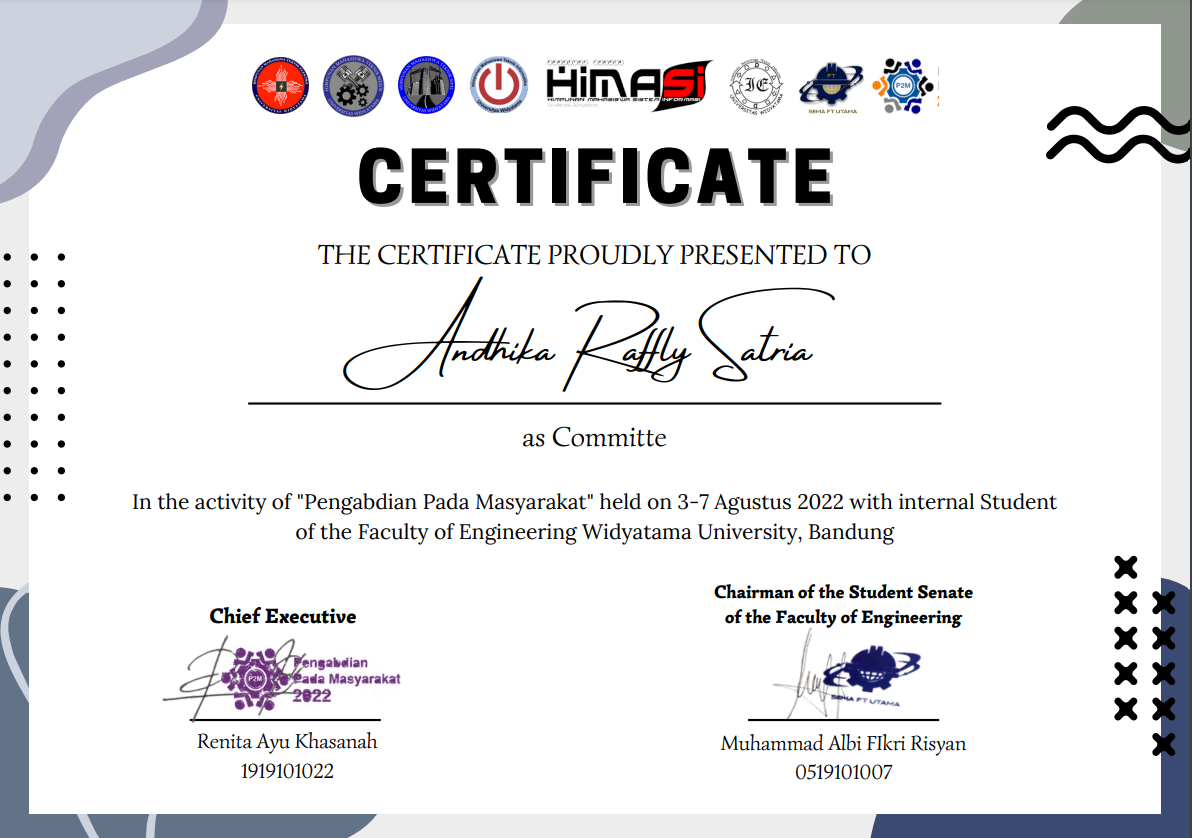 HIMASI
HIMPUNAN MAHASISWA SISTEM INFORMASI
IE
FT
SEMA FT UTAMA
P2M
CERTIFICATE
THE CERTIFICATE PROUDLY PRESENTED TO
Andhika Raffly Satria
as Committe
In the activity of "Pengabdian Pada Masyarakat" held on 3-7 Agustus 2022 with internal Student
of the Faculty of Engineering Widyatama University, Bandung
Chief Executive
P2M
Pengabdian
Pada Masyarakat
2022
Renita Ayu Khasanah
1919101022
Chairman of the Student Senate
of the Faculty of Engineering
SEMA FT UTAMA
Muhammad Albi FIkri Risyan
0519101007